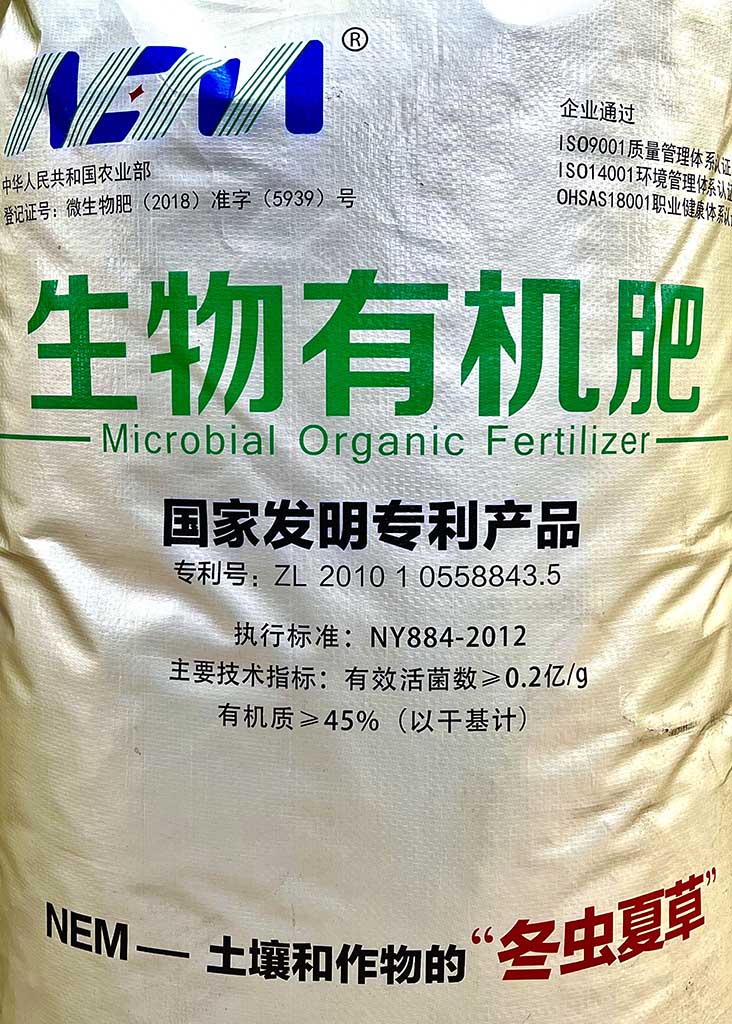 NEM®
企业通过
ISO9001质量管理体系认证
ISO14001环境管理体系认证
OHSAS18001职业健康体系认
中华人民共和国农业部
登记证号：微生物肥（2018）准字（5939）号
生物有机肥
Microbial Organic Fertilizer
国家发明专利产品
专利号：ZL 2010 1 0558843.5
执行标准：NY884-2012
主要技术指标：有效活菌数≥0.2亿/g
有机质≥45%（以干基计）
NEM — 土壤和作物的“冬虫夏草”